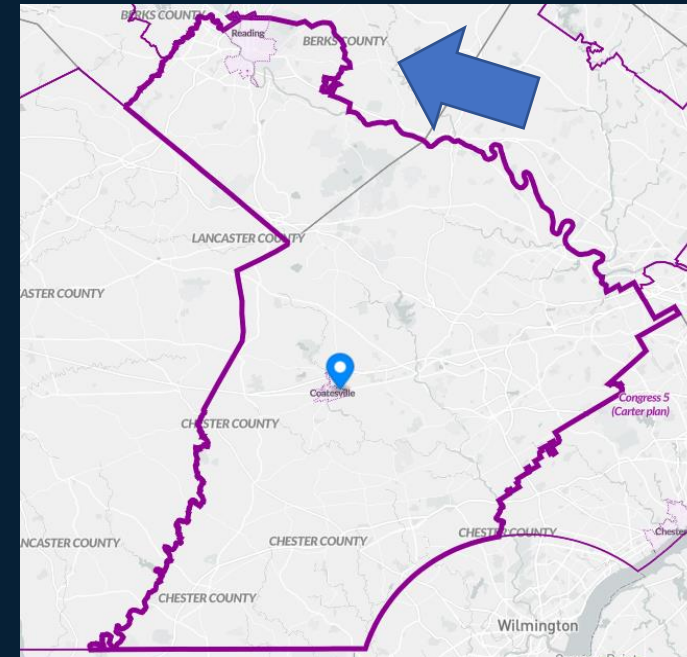 BERKS COUNTY
Reading
BERKS COUNTY
LANCASTER COUNTY
ASTER COUNTY
Coatesville
Congress 5
(Carter plan)
CHESTER COUNTY
NCASTER COUNTY
CHESTER COUNTY
CHESTER COUNTY
Chester
CHESTER COUNTY
Wilmington